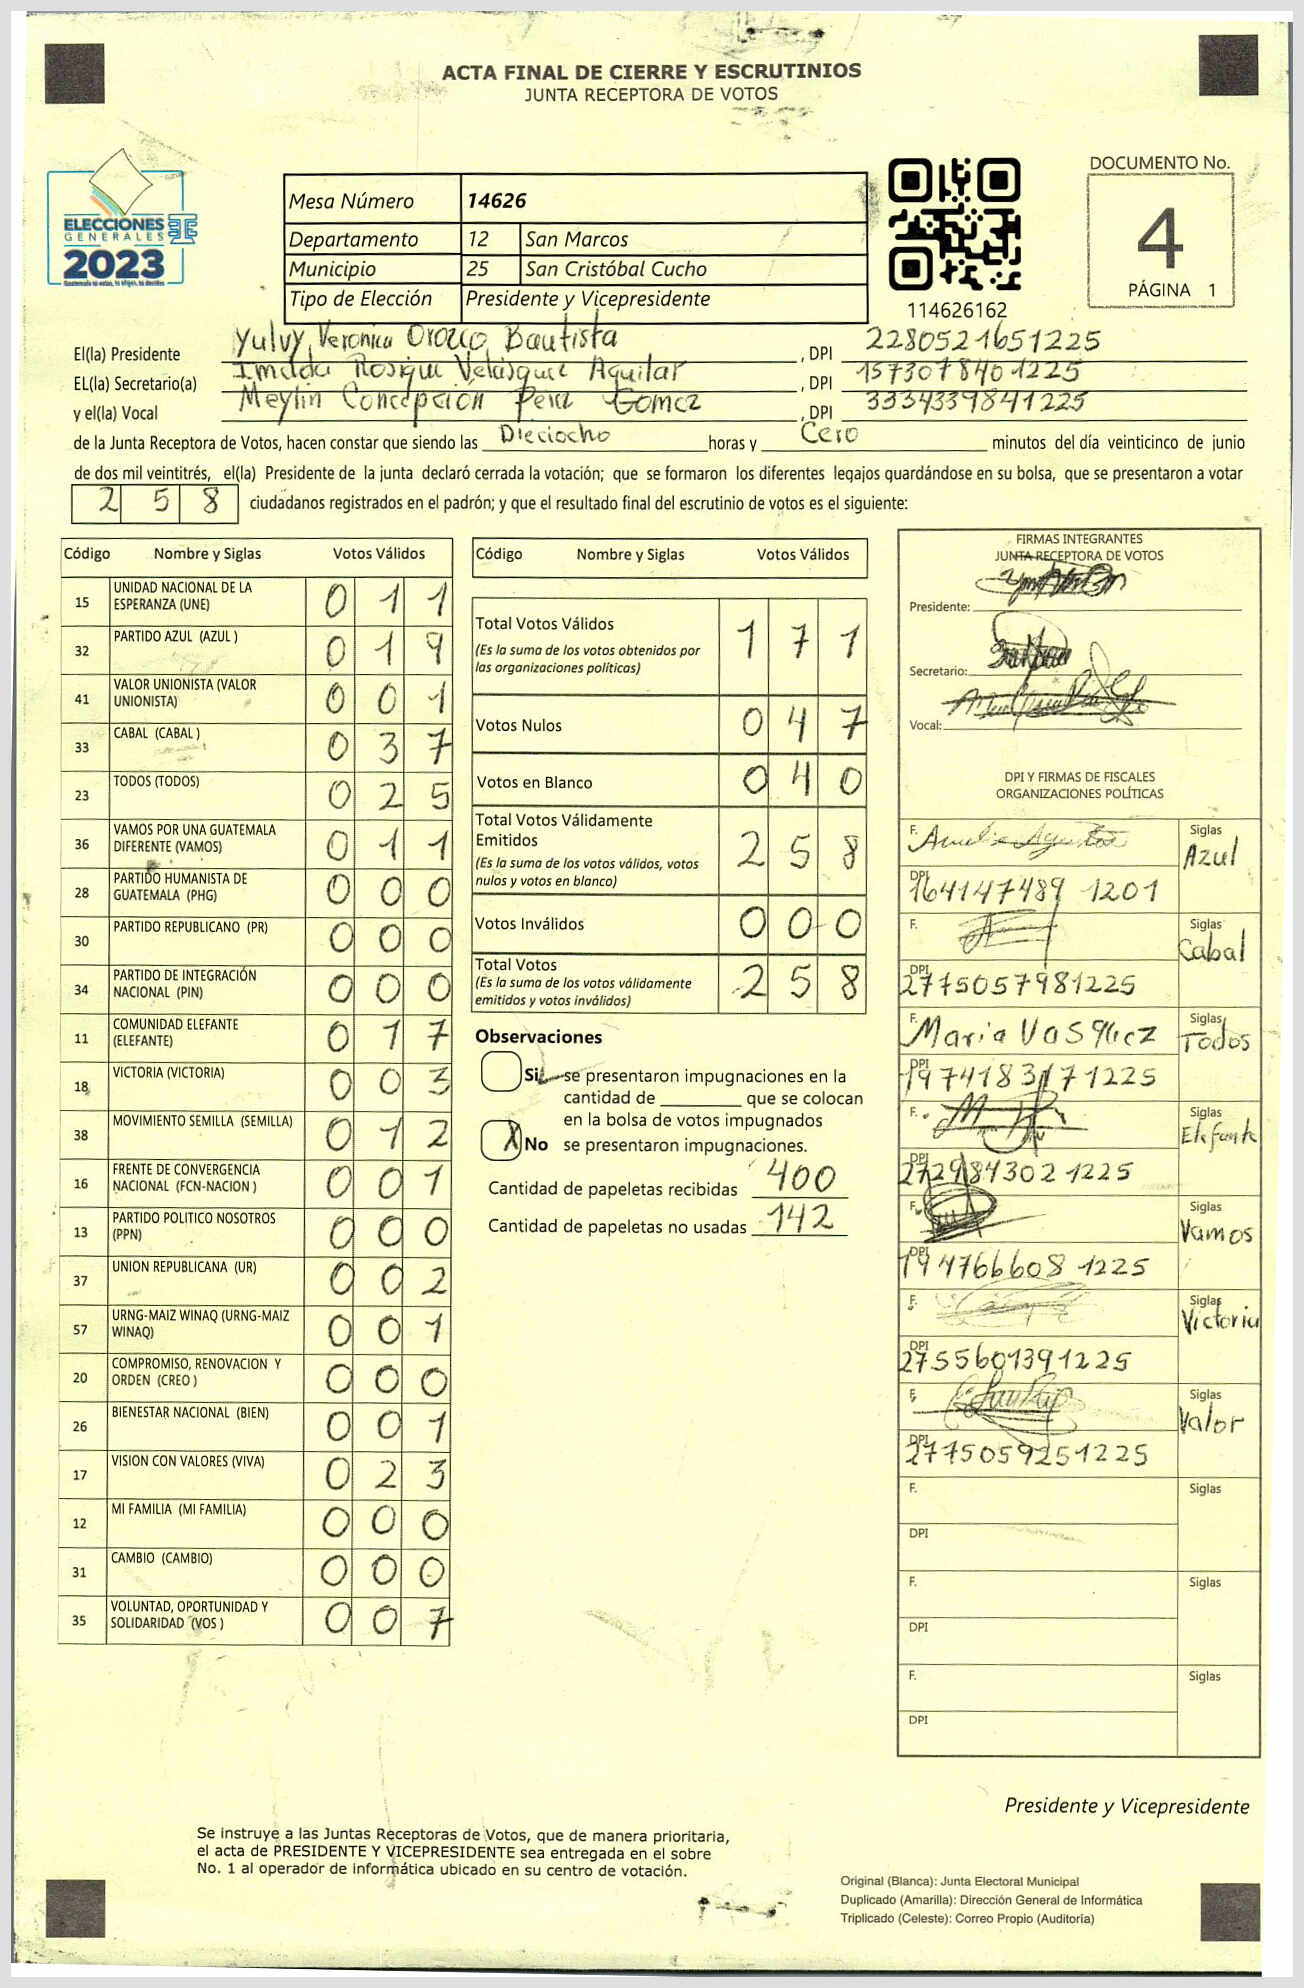 ACTA FINAL DE CIERRE Y ESCRUTINIOS
JUNTA RECEPTORA DE VOTOS
ELECCIONES
GENERALES
2023
Mesa Número 14626
Departamento 12 San Marcos
Municipio 25 San Cristóbal Cucho
Tipo de Elección Presidente y Vicepresidente
114626162
DOCUMENTO No.
4
PÁGINA 1
El(la) Presidente Yulvy Veronica Orozco Bautista , DPI 2280521651225
EL(la) Secretario(a) Imelda Velásquez Aguilar , DPI 1573078401225
y el(la) Vocal Meylin Concepción Perez Gomez , DPI 3334339841225
de la Junta Receptora de Votos, hacen constar que siendo las Dieciocho horas y Cero minutos del día veinticinco de junio
de dos mil veintitrés, el(la) Presidente de la junta declaró cerrada la votación; que se formaron los diferentes legajos guardándose en su bolsa, que se presentaron a votar
2 5 8 ciudadanos registrados en el padrón; y que el resultado final del escrutinio de votos es el siguiente:
Código Nombre y Siglas Votos Válidos
15 UNIDAD NACIONAL DE LA ESPERANZA (UNE) 0 1 1
32 PARTIDO AZUL (AZUL ) 0 1 9
41 VALOR UNIONISTA (VALOR UNIONISTA) 0 0 1
33 CABAL (CABAL ) 0 3 7
23 TODOS (TODOS) 0 2 5
36 VAMOS POR UNA GUATEMALA DIFERENTE (VAMOS) 0 1 1
28 PARTIDO HUMANISTA DE GUATEMALA (PHG) 0 0 0
30 PARTIDO REPUBLICANO (PR) 0 0 0
34 PARTIDO DE INTEGRACIÓN NACIONAL (PIN) 0 0 0
11 COMUNIDAD ELEFANTE (ELEFANTE) 0 1 7
18 VICTORIA (VICTORIA) 0 0 3
38 MOVIMIENTO SEMILLA (SEMILLA) 0 1 2
16 FRENTE DE CONVERGENCIA NACIONAL (FCN-NACION ) 0 0 1
13 PARTIDO POLITICO NOSOTROS (PPN) 0 0 0
37 UNION REPUBLICANA (UR) 0 0 2
57 URNG-MAIZ WINAQ (URNG-MAIZ WINAQ) 0 0 1
20 COMPROMISO, RENOVACION Y ORDEN (CREO ) 0 0 0
26 BIENESTAR NACIONAL (BIEN) 0 0 1
17 VISION CON VALORES (VIVA) 0 2 3
12 MI FAMILIA (MI FAMILIA) 0 0 0
31 CAMBIO (CAMBIO) 0 0 0
35 VOLUNTAD, OPORTUNIDAD Y SOLIDARIDAD (VOS ) 0 0 7
Código Nombre y Siglas Votos Válidos
Total Votos Válidos 1 7 1
(Es la suma de los votos obtenidos por
las organizaciones políticas)
Votos Nulos 0 4 7
Votos en Blanco 0 4 0
Total Votos Válidamente
Emitidos 2 5 8
(Es la suma de los votos válidos, votos
nulos y votos en blanco)
Votos Inválidos 0 0 0
Total Votos 2 5 8
(Es la suma de los votos válidamente
emitidos y votos inválidos)
Observaciones
Si se presentaron impugnaciones en la
cantidad de ________ que se colocan
en la bolsa de votos impugnados
X No se presentaron impugnaciones.
Cantidad de papeletas recibidas 400
Cantidad de papeletas no usadas 142
FIRMAS INTEGRANTES
JUNTA RECEPTORA DE VOTOS
Presidente:
Secretario:
Vocal:
DPI Y FIRMAS DE FISCALES
ORGANIZACIONES POLÍTICAS
F. Siglas Azul
DPI 164147489 1201
F. Siglas Cabal
DPI 2775057981225
F. Maria Vasquez Siglas Todos
DPI 1974183171225
F. Siglas Elefante
DPI 272984302 1225
F. Siglas Vamos
DPI 194766608 1225
F. Siglas Victoria
DPI 2755601391225
F. Siglas Valor
DPI 2775059251225
F. Siglas
DPI
F. Siglas
DPI
F. Siglas
DPI
Presidente y Vicepresidente
Se instruye a las Juntas Receptoras de Votos, que de manera prioritaria,
el acta de PRESIDENTE Y VICEPRESIDENTE sea entregada en el sobre
No. 1 al operador de informática ubicado en su centro de votación.
Original (Blanca): Junta Electoral Municipal
Duplicado (Amarilla): Dirección General de Informática
Triplicado (Celeste): Correo Propio (Auditoría)